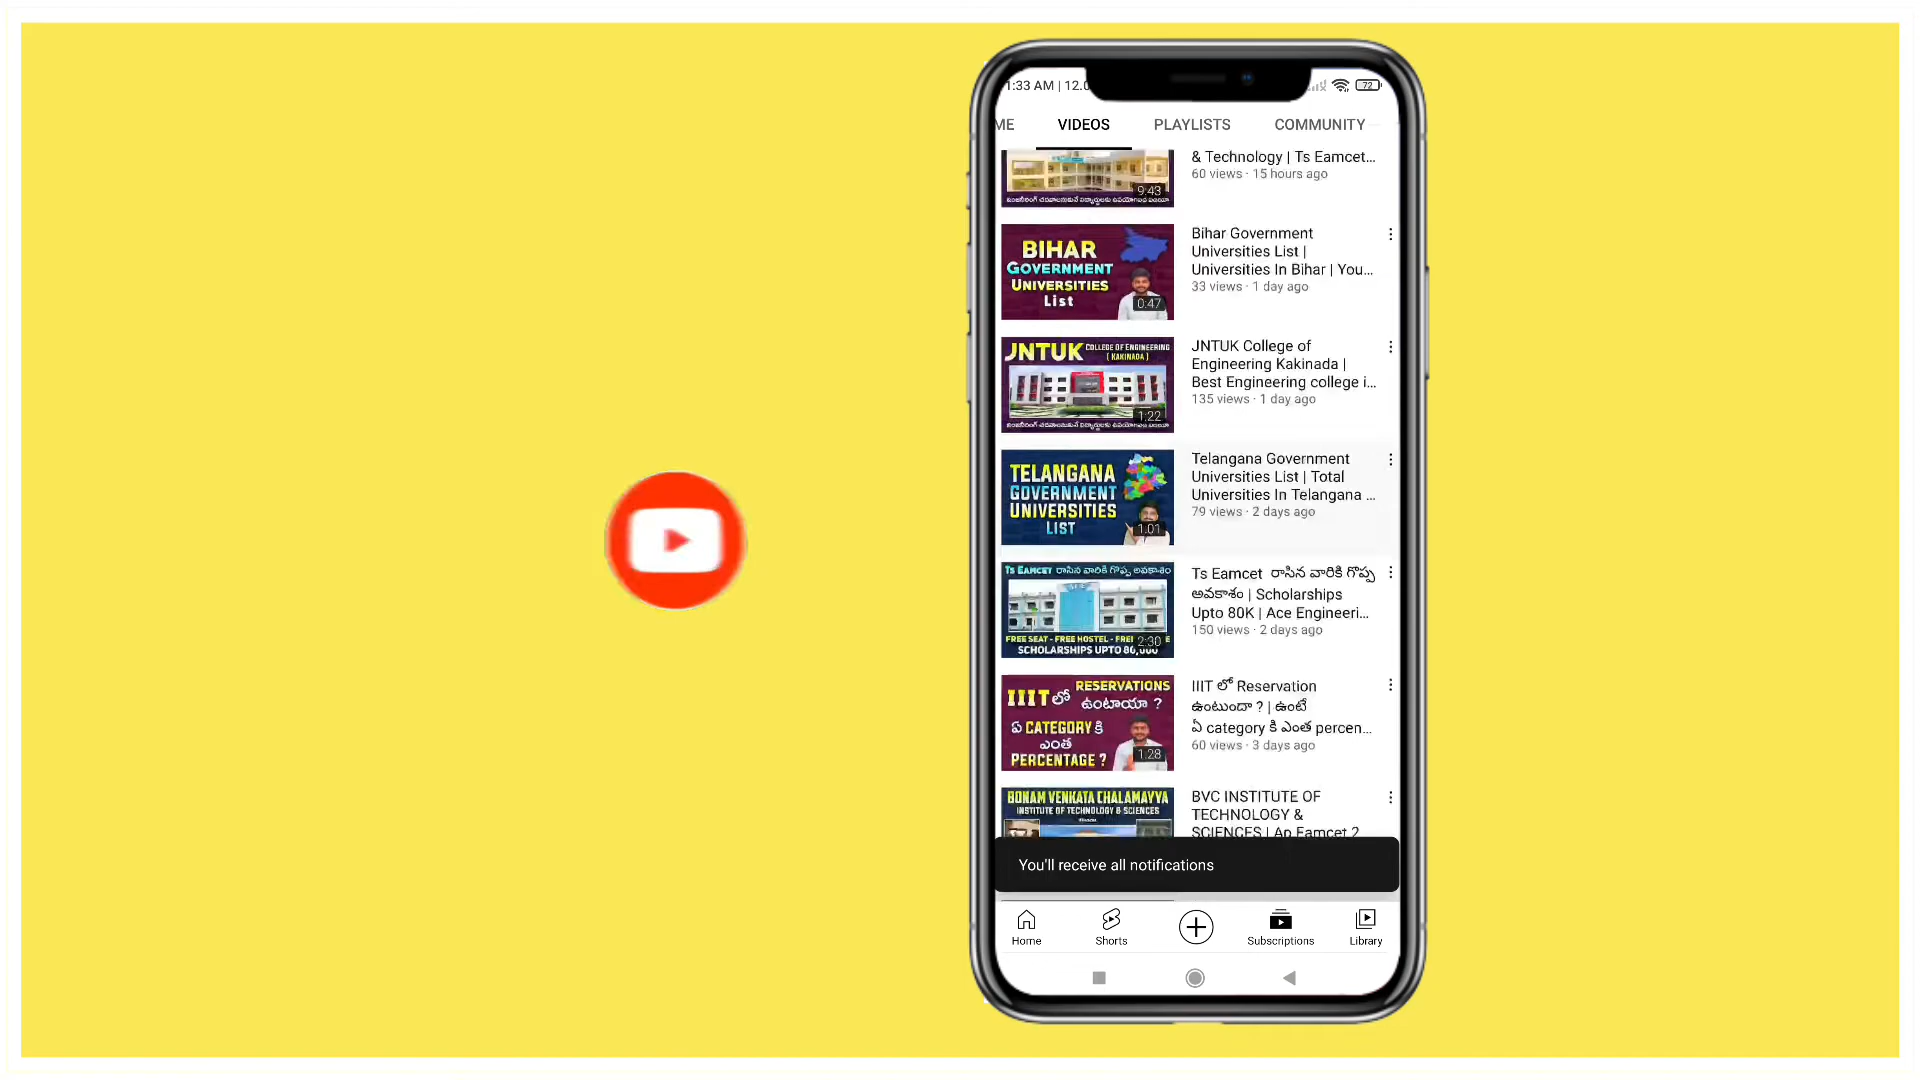 1:33 AM | 12.0
72
ME VIDEOS PLAYLISTS COMMUNITY
& Technology | Ts Eamcet...
60 views · 15 hours ago
9:43
BIHAR
GOVERNMENT
UNIVERSITIES
LIST
0:47
Bihar Government
Universities List |
Universities In Bihar | You...
33 views · 1 day ago
JNTUK COLLEGE OF ENGINEERING
( KAKINADA )
1:22
JNTUK College of
Engineering Kakinada |
Best Engineering college i...
135 views · 1 day ago
TELANGANA
GOVERNMENT
UNIVERSITIES
LIST
1:01
Telangana Government
Universities List | Total
Universities In Telangana ...
79 views · 2 days ago
TS EAMCET రాసిన వారికి గొప్ప అవకాశం
FREE SEAT - FREE HOSTEL - FREE
2:30
SCHOLARSHIPS UPTO 80,000
Ts Eamcet రాసిన వారికి గొప్ప
అవకాశం | Scholarships
Upto 80K | Ace Engineeri...
150 views · 2 days ago
IIIT లో RESERVATIONS
ఉంటాయా ?
ఏ CATEGORY కి
ఎంత
PERCENTAGE ?
1:28
IIIT లో Reservation
ఉంటుందా ? | ఉంటే
ఏ category కి ఎంత percen...
60 views · 3 days ago
BONAM VENKATA CHALAMAYYA
INSTITUTE OF TECHNOLOGY & SCIENCES
BVC INSTITUTE OF
TECHNOLOGY &
SCIENCES | Ap Eamcet 2
You'll receive all notifications
Home Shorts Subscriptions Library